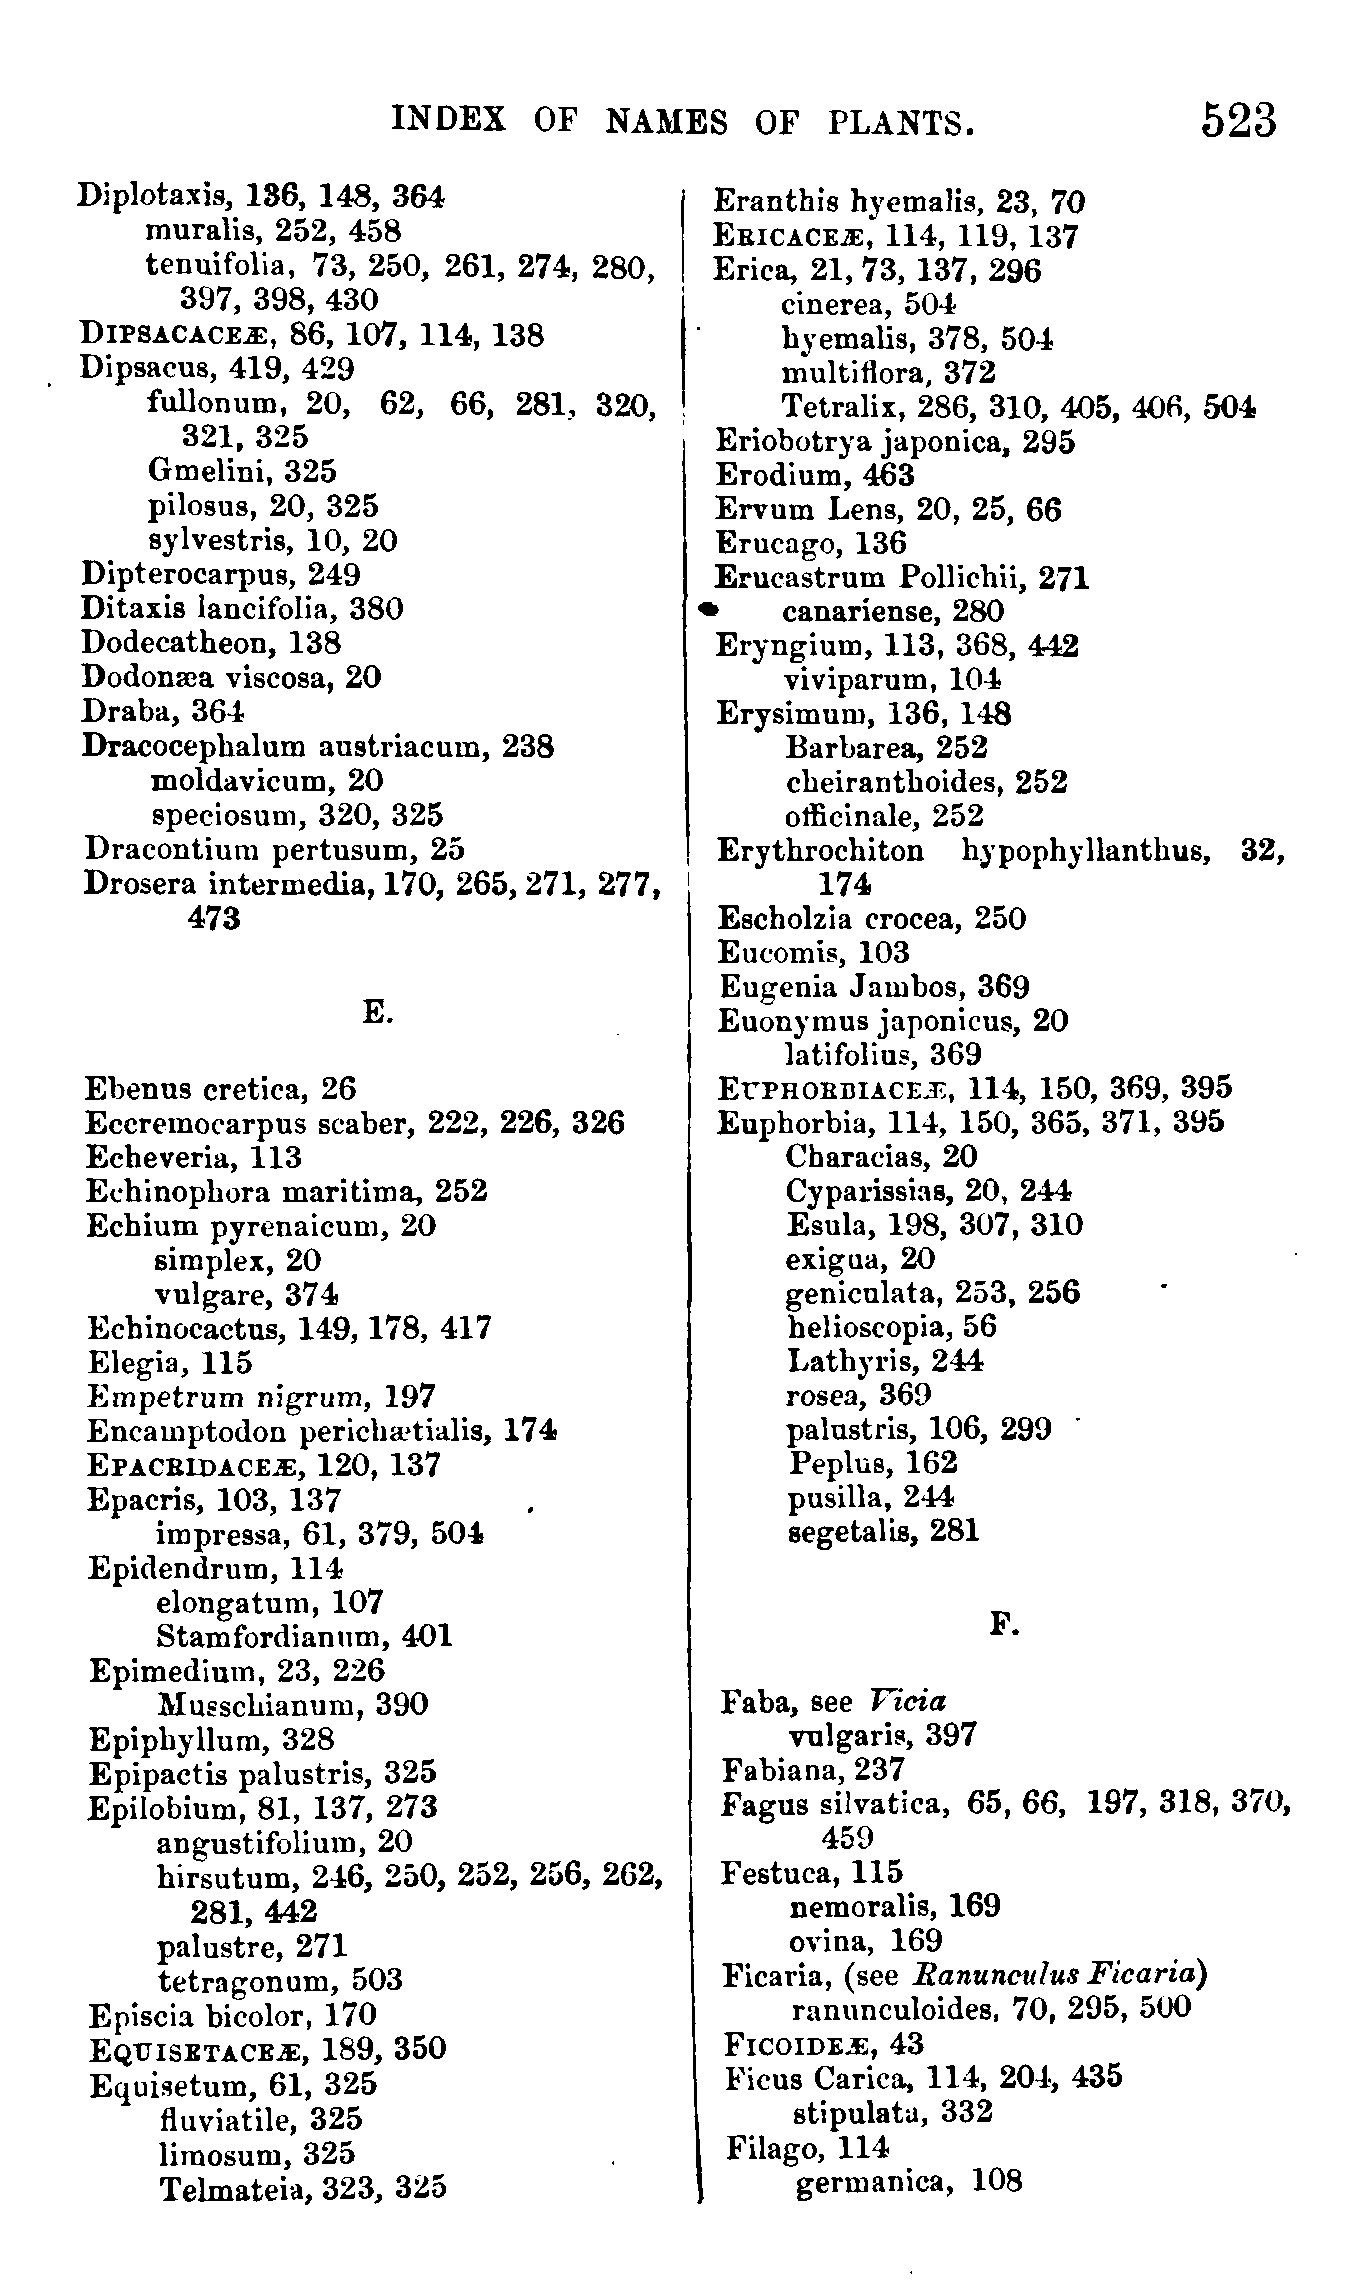 INDEX OF NAMES OF PLANTS. 523
Diplotaxis, 136, 148, 364
muralis, 252, 458
tenuifolia, 73, 250, 261, 274, 280,
397, 398, 430
DIPSACACEÆ, 86, 107, 114, 138
Dipsacus, 419, 429
fullonum, 20, 62, 66, 281, 320,
321, 325
Gmelini, 325
pilosus, 20, 325
sylvestris, 10, 20
Dipterocarpus, 249
Ditaxis lancifolia, 380
Dodecatheon, 138
Dodonæa viscosa, 20
Draba, 364
Dracocephalum austriacum, 238
moldavicum, 20
speciosum, 320, 325
Dracontium pertusum, 25
Drosera intermedia, 170, 265, 271, 277,
473
E.
Ebenus cretica, 26
Eccremocarpus scaber, 222, 226, 326
Echeveria, 113
Echinophora maritima, 252
Echium pyrenaicum, 20
simplex, 20
vulgare, 374
Echinocactus, 149, 178, 417
Elegia, 115
Empetrum nigrum, 197
Encamptodon perichætialis, 174
EPACRIDACEÆ, 120, 137
Epacris, 103, 137
impressa, 61, 379, 504
Epidendrum, 114
elongatum, 107
Stamfordianum, 401
Epimedium, 23, 226
Musschianum, 390
Epiphyllum, 328
Epipactis palustris, 325
Epilobium, 81, 137, 273
angustifolium, 20
hirsutum, 246, 250, 252, 256, 262,
281, 442
palustre, 271
tetragonum, 503
Episcia bicolor, 170
EQUISETACEÆ, 189, 350
Equisetum, 61, 325
fluviatile, 325
limosum, 325
Telmateia, 323, 325
Eranthis hyemalis, 23, 70
ERICACEÆ, 114, 119, 137
Erica, 21, 73, 137, 296
cinerea, 504
hyemalis, 378, 504
multiflora, 372
Tetralix, 286, 310, 405, 406, 504
Eriobotrya japonica, 295
Erodium, 463
Ervum Lens, 20, 25, 66
Erucago, 136
Erucastrum Pollichii, 271
canariense, 280
Eryngium, 113, 368, 442
viviparum, 104
Erysimum, 136, 148
Barbarea, 252
cheiranthoides, 252
officinale, 252
Erythrochiton hypophyllanthus, 32,
174
Escholzia crocea, 250
Eucomis, 103
Eugenia Jambos, 369
Euonymus japonicus, 20
latifolius, 369
EUPHORBIACEÆ, 114, 150, 369, 395
Euphorbia, 114, 150, 365, 371, 395
Characias, 20
Cyparissias, 20, 244
Esula, 198, 307, 310
exigua, 20
geniculata, 253, 256
helioscopia, 56
Lathyris, 244
rosea, 369
palustris, 106, 299
Peplus, 162
pusilla, 244
segetalis, 281
F.
Faba, see Vicia
vulgaris, 397
Fabiana, 237
Fagus silvatica, 65, 66, 197, 318, 370,
459
Festuca, 115
nemoralis, 169
ovina, 169
Ficaria, (see Ranunculus Ficaria)
ranunculoides, 70, 295, 500
FICOIDEÆ, 43
Ficus Carica, 114, 204, 435
stipulata, 332
Filago, 114
germanica, 108